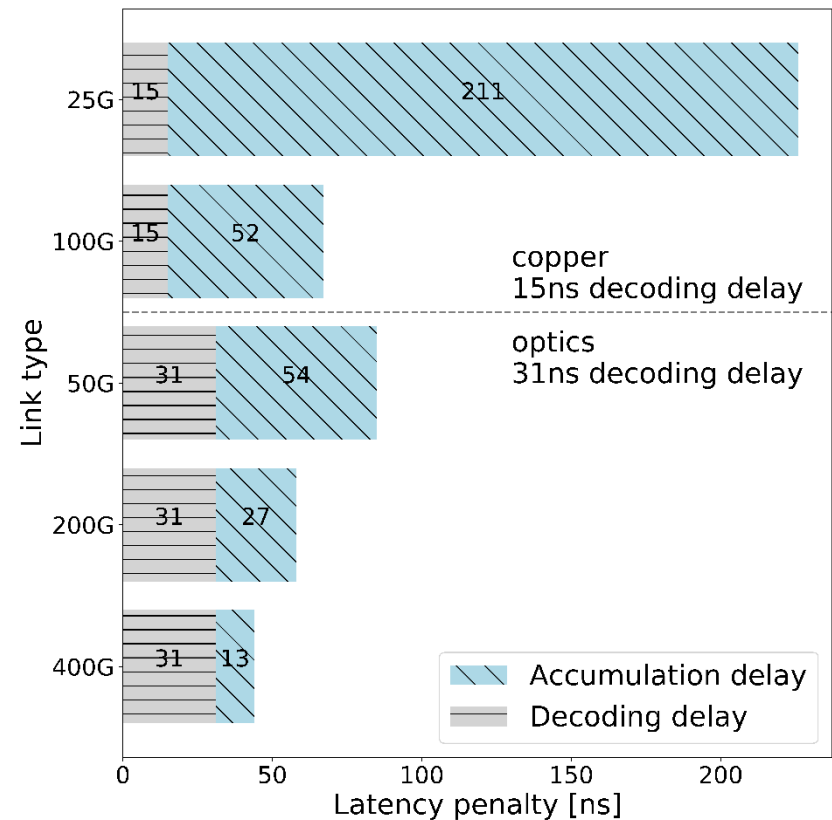 25G
15
211
100G
15
52
copper
15ns decoding delay
optics
31ns decoding delay
50G
31
54
200G
31
27
400G
31
13
Link type
Accumulation delay
Decoding delay
0
50
100
150
200
Latency penalty [ns]